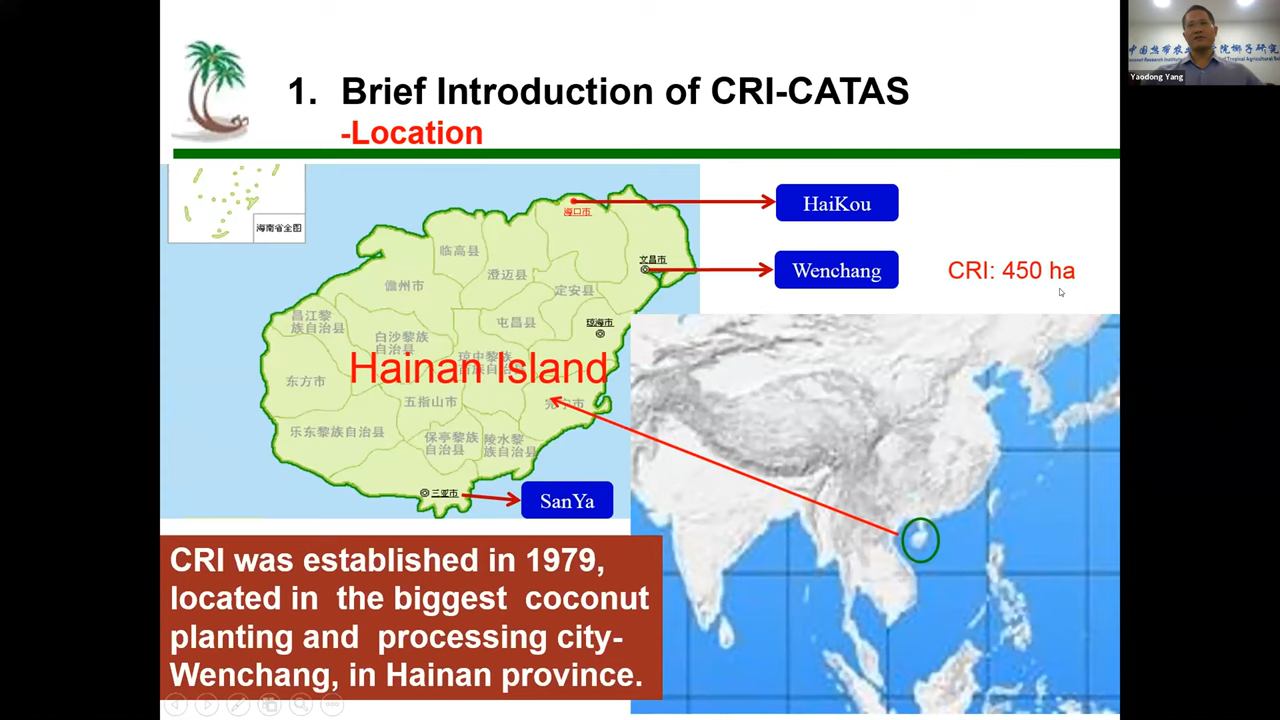 1. Brief Introduction of CRI-CATAS
-Location
Yaodong Yang
海南省全图
海口市
HaiKou
文昌市
Wenchang
CRI: 450 ha
临高县
澄迈县
儋州市
定安县
昌江黎
族自治县
屯昌县
琼海市
白沙黎族
自治县
琼中黎族
Hainan Island
东方市
五指山市
乐东黎族自治县
保亭黎族
自治县
陵水黎
族自治县
三亚市
SanYa
CRI was established in 1979,
located in the biggest coconut
planting and processing city-
Wenchang, in Hainan province.